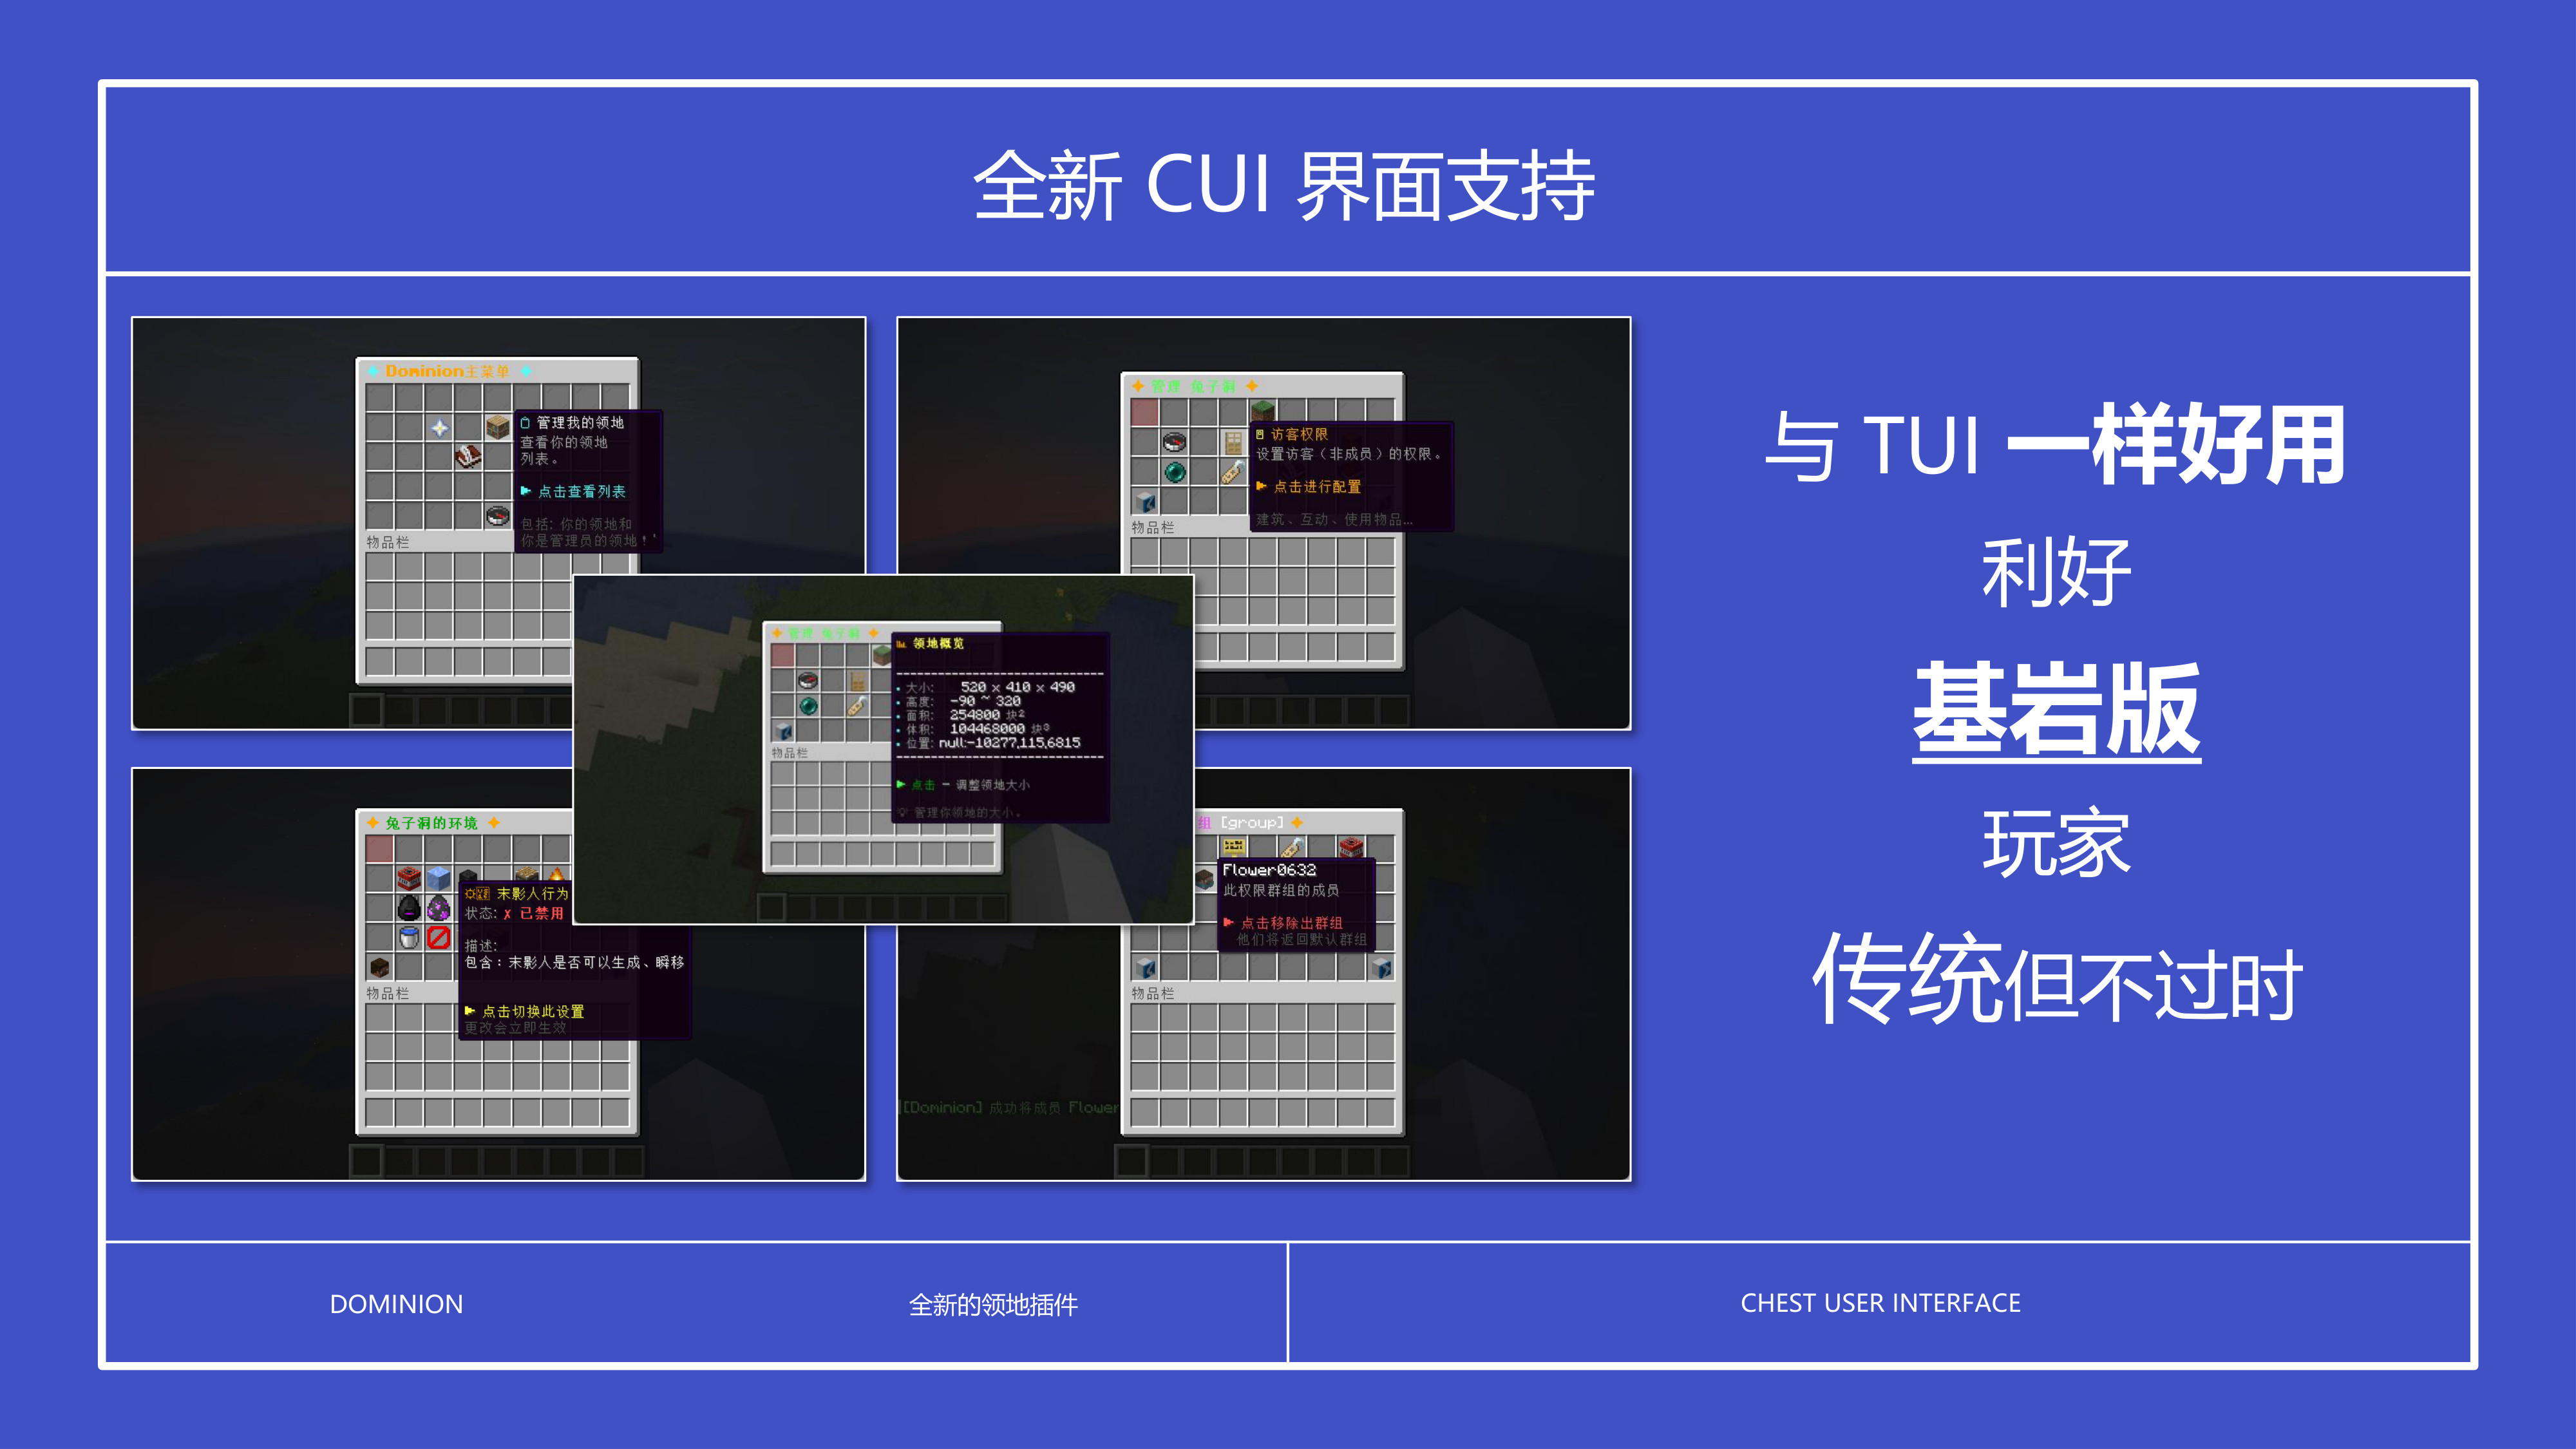 全新 CUI 界面支持
Dominion主菜单
管理我的领地
查看你的领地
列表。
点击查看列表
包括: 你的领地和
你是管理员的领地!'
物品栏
管理 兔子洞
访客权限
设置访客（非成员）的权限。
点击进行配置
建筑、互动、使用物品...
物品栏
管理 兔子洞
领地概览
大小: 520 x 410 x 490
高度: -90 ~ 320
面积: 254800 块²
体积: 104468000 块³
位置: null:-10277,115,6815
点击 - 调整领地大小
管理你领地的大小。
物品栏
兔子洞的环境
末影人行为
状态: ✗ 已禁用
描述:
包含：末影人是否可以生成、瞬移
点击切换此设置
更改会立即生效
物品栏
组 [group]
Flower0632
此权限群组的成员
点击移除出群组
他们将返回默认群组
物品栏
[Dominion] 成功将成员 Flower
与 TUI 一样好用
利好
基岩版
玩家
传统但不过时
DOMINION
全新的领地插件
CHEST USER INTERFACE